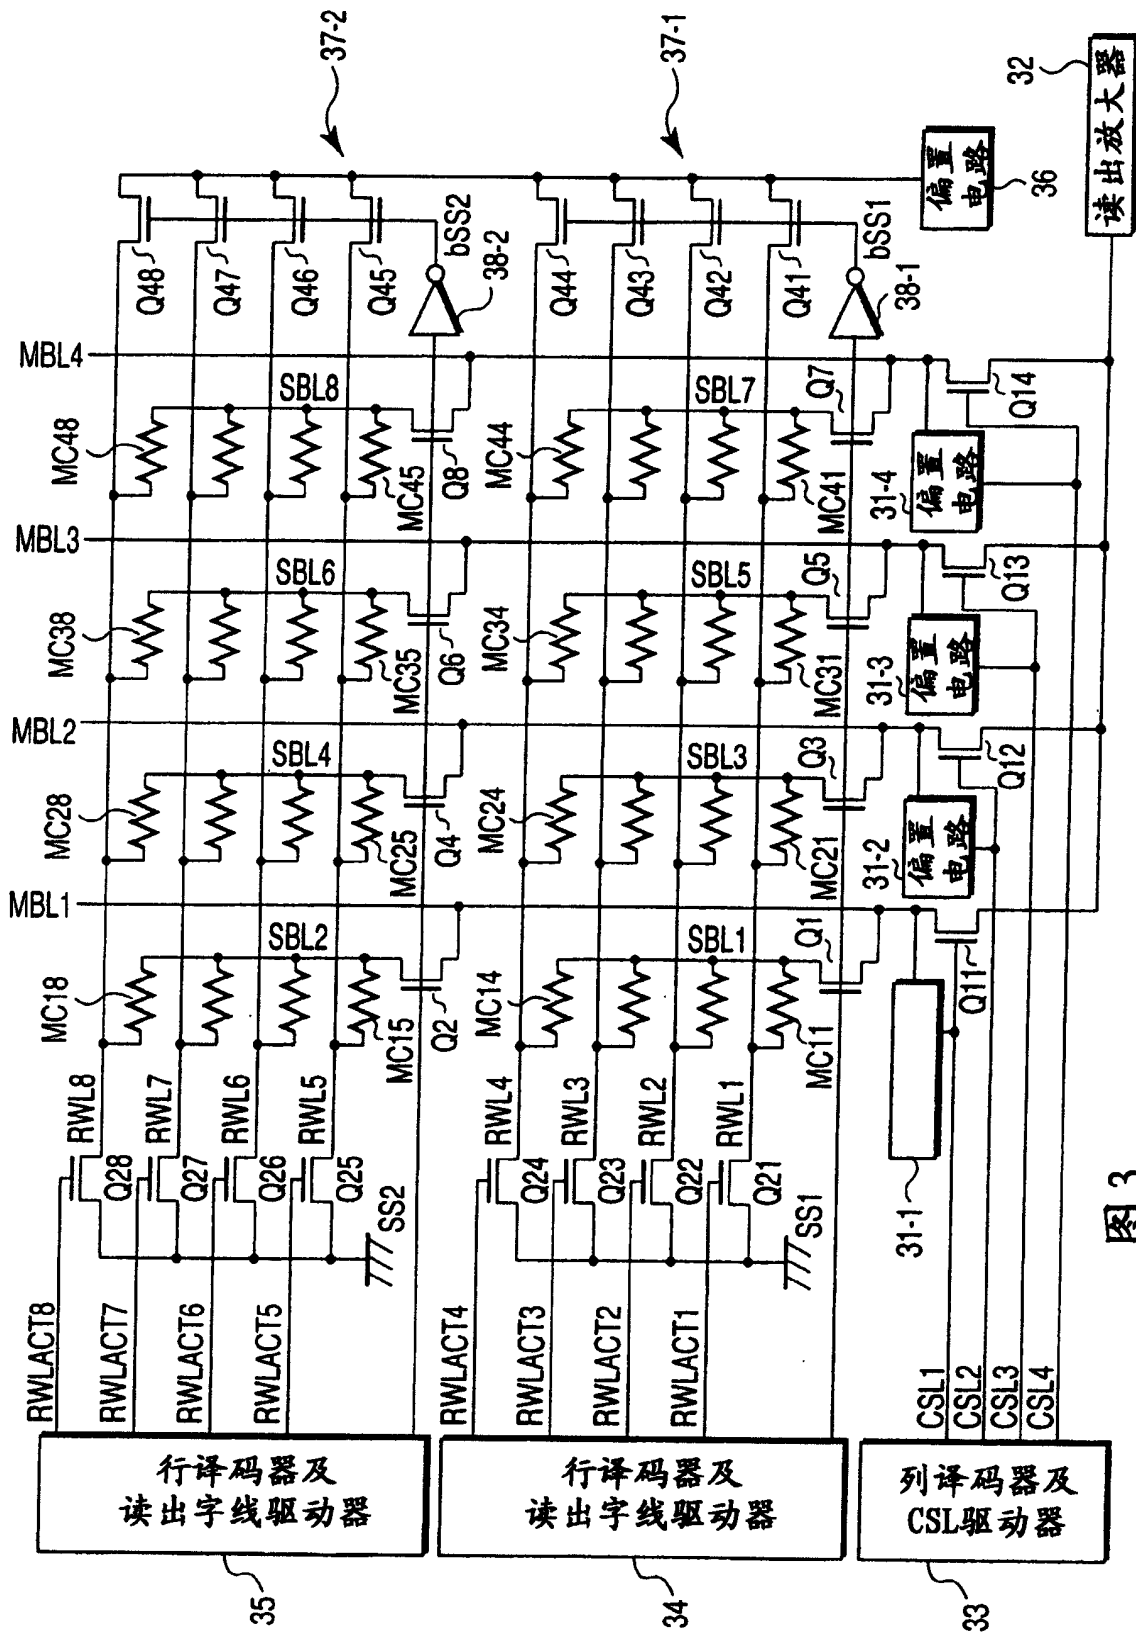 37-2
37-1
32
读出放大器
偏置
电路
36
Q48
Q47
Q46
Q45
bSS2
38-2
Q44
Q43
Q42
Q41
bSS1
38-1
MBL4
MC48
SBL8
MC45
Q8
MC44
SBL7
MC41
Q7
31-4
偏置
电路
Q14
MBL3
MC38
SBL6
MC35
Q6
MC34
SBL5
MC31
Q5
31-3
偏置
电路
Q13
MBL2
MC28
SBL4
MC25
Q4
MC24
SBL3
MC21
Q3
31-2
偏置
电路
Q12
MBL1
MC18
SBL2
MC15
Q2
MC14
SBL1
MC11
Q1
31-1
Q11
RWL8
RWL7
RWL6
RWL5
Q28
Q27
Q26
Q25
SS2
RWL4
RWL3
RWL2
RWL1
Q24
Q23
Q22
Q21
SS1
RWLACT8
RWLACT7
RWLACT6
RWLACT5
RWLACT4
RWLACT3
RWLACT2
RWLACT1
CSL1
CSL2
CSL3
CSL4
行译码器及
读出字线驱动器
35
行译码器及
读出字线驱动器
34
列译码器及
CSL驱动器
33
图 3